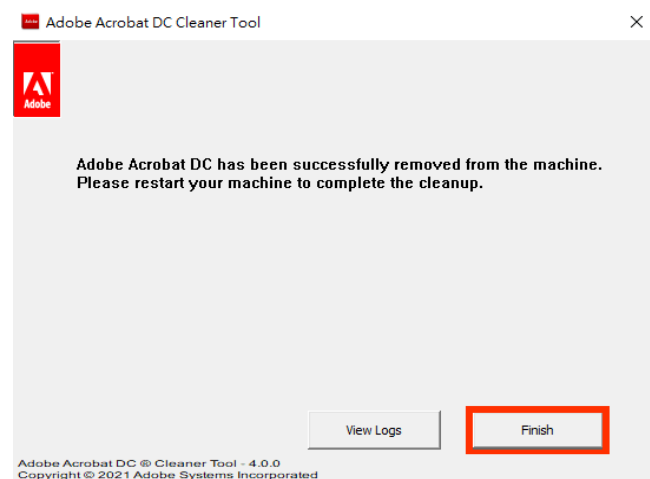 Adobe Acrobat DC Cleaner Tool
Adobe
Adobe Acrobat DC has been successfully removed from the machine.
Please restart your machine to complete the cleanup.
View Logs
Finish
Adobe Acrobat DC ® Cleaner Tool - 4.0.0
Copyright © 2021 Adobe Systems Incorporated